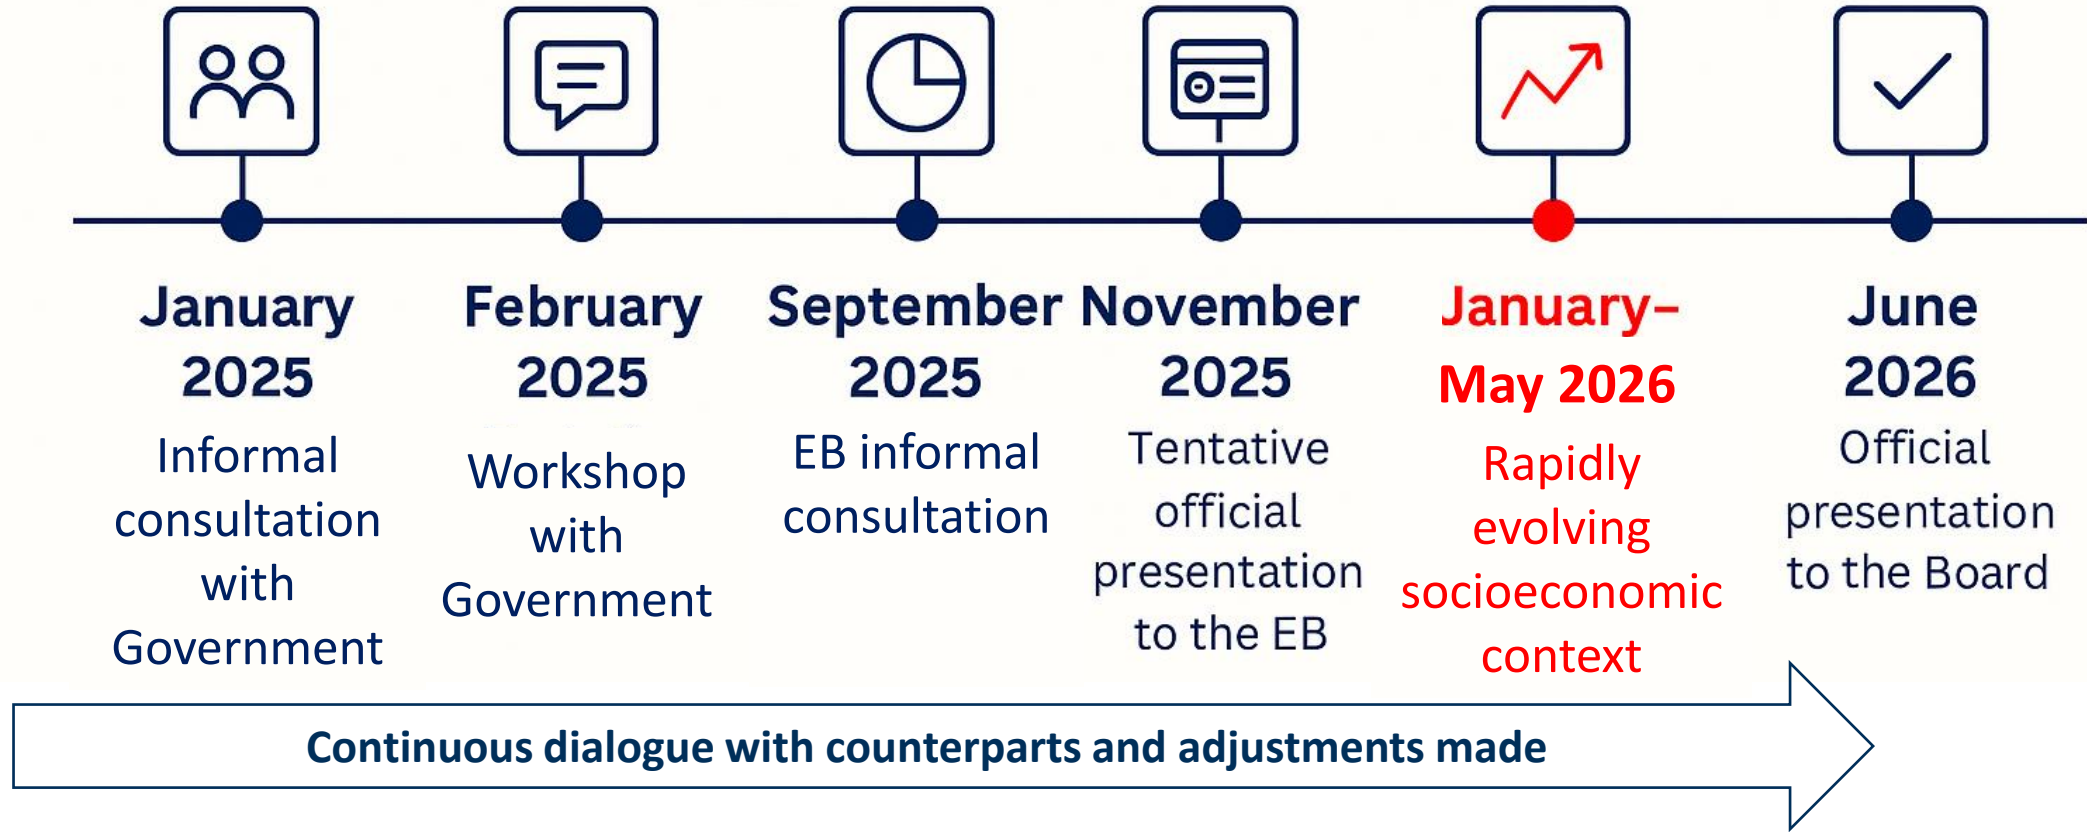 January
2025
Informal
consultation
with
Government
February
2025
Workshop
with
Government
September
2025
EB informal
consultation
November
2025
Tentative
official
presentation
to the EB
January–
May 2026
Rapidly
evolving
socioeconomic
context
June
2026
Official
presentation
to the Board
Continuous dialogue with counterparts and adjustments made